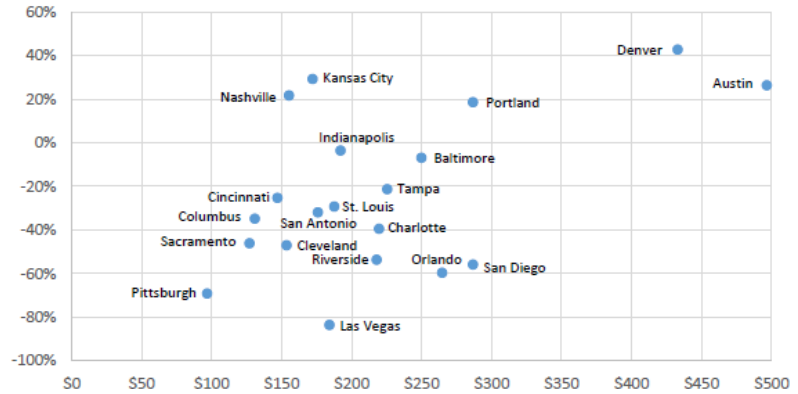 60%
40%
Denver
Austin
Kansas City
20%
Nashville
Portland
Indianapolis
0%
Baltimore
-20%
Tampa
Cincinnati
St. Louis
Columbus
San Antonio
-40%
Charlotte
Sacramento
Cleveland
Riverside
Orlando
San Diego
-60%
Pittsburgh
-80%
Las Vegas
-100%
$0 $50 $100 $150 $200 $250 $300 $350 $400 $450 $500